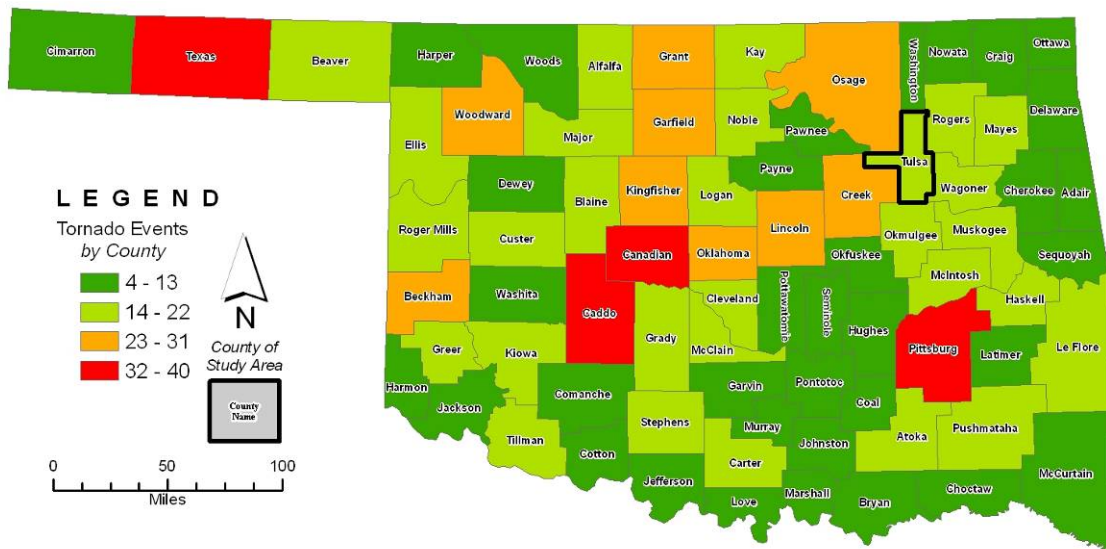 Cimarron
Texas
Beaver
Harper
Woods
Alfalfa
Grant
Kay
Osage
Washington
Nowata
Craig
Ottawa
Woodward
Major
Garfield
Noble
Pawnee
Rogers
Mayes
Delaware
Ellis
Dewey
Blaine
Kingfisher
Logan
Payne
Creek
Tulsa
Wagoner
Cherokee
Adair
Roger Mills
Custer
Canadian
Oklahoma
Lincoln
Okfuskee
Okmulgee
Muskogee
Sequoyah
Beckham
Washita
Caddo
Cleveland
Pottawatomie
Seminole
McIntosh
Haskell
Greer
Kiowa
Grady
McClain
Hughes
Pittsburg
Latimer
Le Flore
Harmon
Jackson
Comanche
Garvin
Pontotoc
Coal
Tillman
Cotton
Stephens
Murray
Johnston
Atoka
Pushmataha
Jefferson
Carter
Love
Marshall
Bryan
Choctaw
McCurtain
LEGEND
Tornado Events
by County
4 - 13
14 - 22
23 - 31
32 - 40
N
County of
Study Area
County
Name
0 50 100
Miles